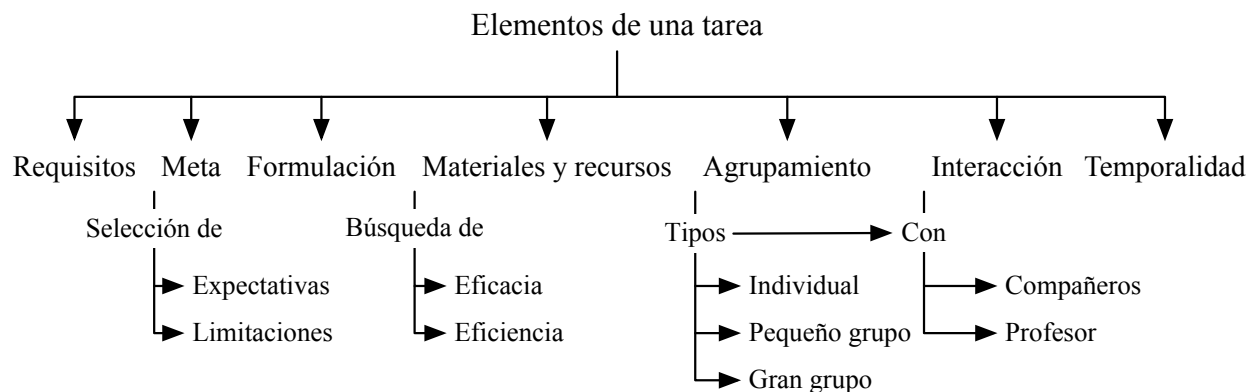 Elementos de una tarea
Requisitos Meta Formulación Materiales y recursos Agrupamiento Interacción Temporalidad
Selección de Búsqueda de Tipos Con
Expectativas Eficacia Individual Compañeros
Limitaciones Eficiencia Pequeño grupo Profesor
Gran grupo